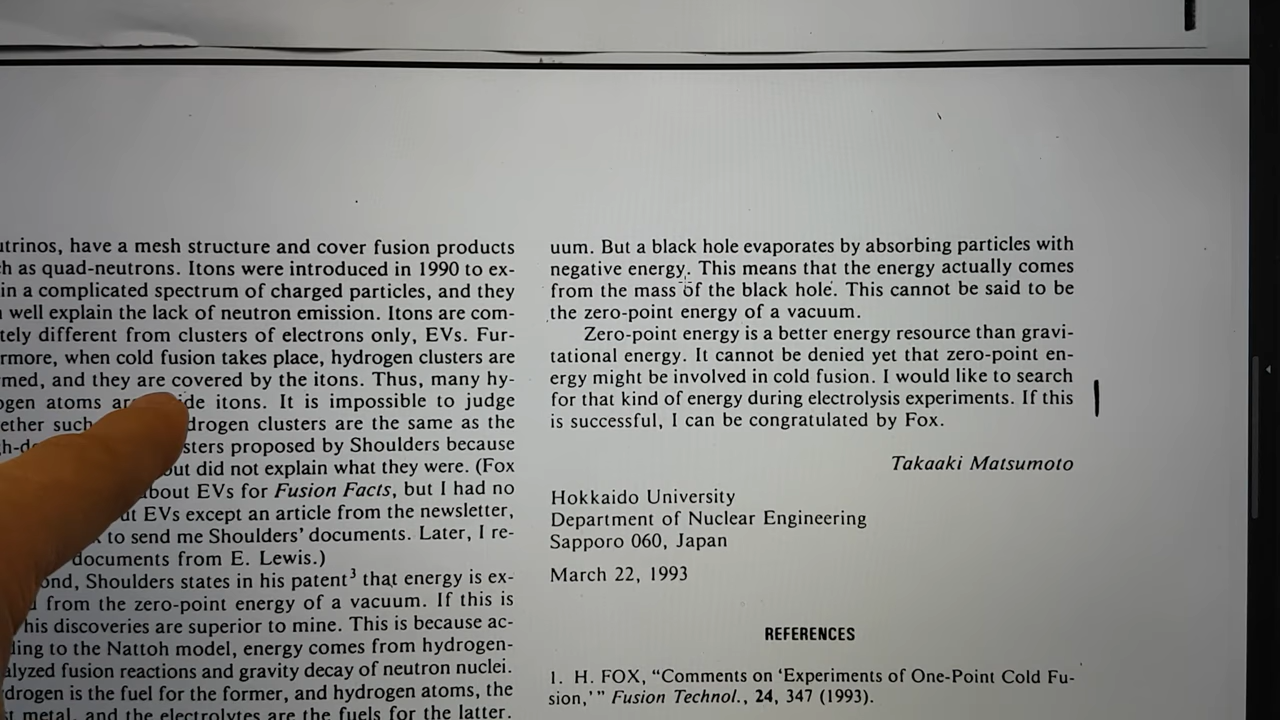 utrinos, have a mesh structure and cover fusion products
h as quad-neutrons. Itons were introduced in 1990 to ex-
in a complicated spectrum of charged particles, and they
well explain the lack of neutron emission. Itons are com-
tely different from clusters of electrons only, EVs. Fur-
rmore, when cold fusion takes place, hydrogen clusters are
med, and they are covered by the itons. Thus, many hy-
ogen atoms are itons. It is impossible to judge
ether such drogen clusters are the same as the
sters proposed by Shoulders because
out did not explain what they were. (Fox
about EVs for Fusion Facts, but I had no
ut EVs except an article from the newsletter,
to send me Shoulders' documents. Later, I re-
documents from E. Lewis.)
ond, Shoulders states in his patent³ that energy is ex-
from the zero-point energy of a vacuum. If this is
his discoveries are superior to mine. This is because ac-
ding to the Nattoh model, energy comes from hydrogen-
alyzed fusion reactions and gravity decay of neutron nuclei.
drogen is the fuel for the former, and hydrogen atoms, the
st metal, and the electrolytes are the fuels for the latter.
uum. But a black hole evaporates by absorbing particles with
negative energy. This means that the energy actually comes
from the mass of the black hole. This cannot be said to be
the zero-point energy of a vacuum.
Zero-point energy is a better energy resource than gravi-
tational energy. It cannot be denied yet that zero-point en-
ergy might be involved in cold fusion. I would like to search
for that kind of energy during electrolysis experiments. If this
is successful, I can be congratulated by Fox.
Takaaki Matsumoto
Hokkaido University
Department of Nuclear Engineering
Sapporo 060, Japan
March 22, 1993
REFERENCES
1. H. FOX, "Comments on 'Experiments of One-Point Cold Fu-
sion,'" Fusion Technol., 24, 347 (1993).